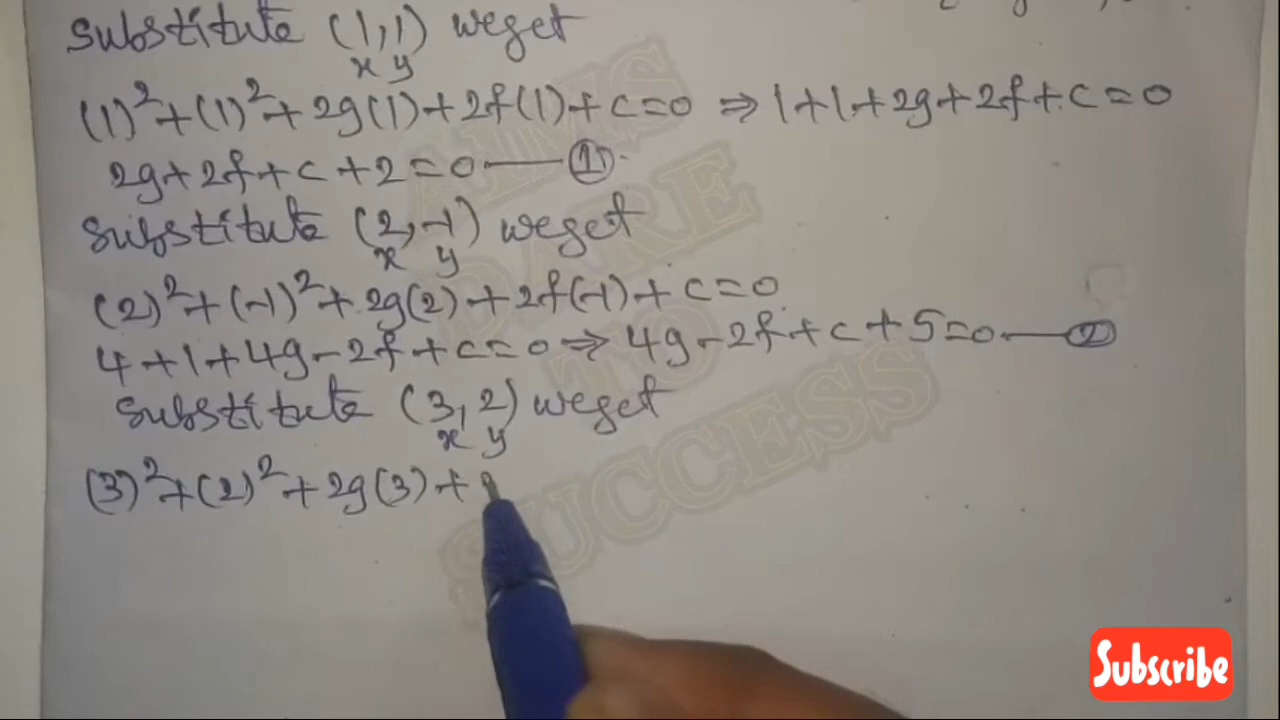 Substitute (1,1) weget
x y
(1)²+(1)²+2g(1)+2f(1)+c=0 ⇒ 1+1+2g+2f+c=0
2g+2f+c+2=0 — ①
Substitute (2,-1) weget
x y
(2)²+(-1)²+2g(2)+2f(-1)+c=0
4+1+4g-2f+c=0 ⇒ 4g-2f+c+5=0 — ②
Substitute (3,2) weget
x y
(3)²+(2)²+2g(3)+
DARE
TO
SUCCESS
Subscribe